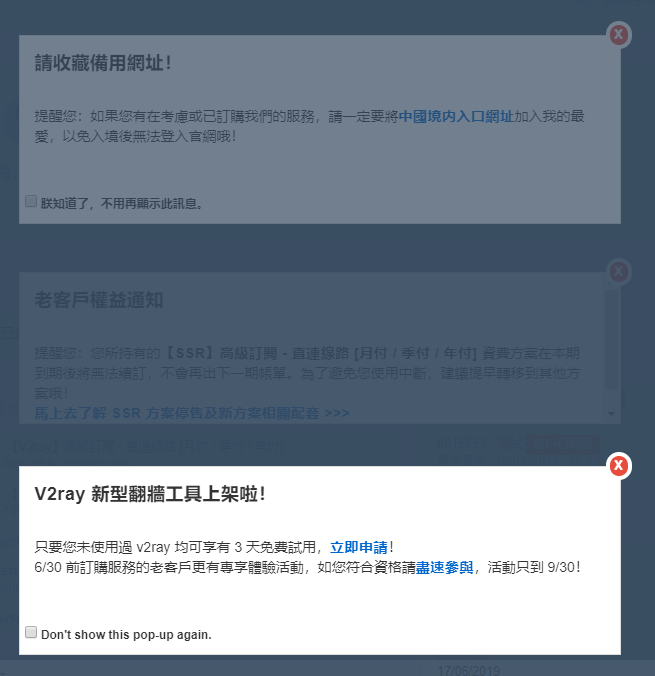 請收藏備用網址！
提醒您：如果您有在考慮或已訂購我們的服務，請一定要將中國境內入口網址加入我的最
愛，以免入境後無法登入官網哦！
朕知道了，不用再顯示此訊息。
老客戶權益通知
提醒您：您所持有的【SSR】高級訂閱 - 直連線路 [月付 / 季付 / 年付] 資費方案在本期
到期後將無法續訂，不會再出下一期帳單。為了避免您使用中斷，建議提早轉移到其他方
案哦！
馬上去了解 SSR 方案停售及新方案相關配套 >>>
V2ray 新型翻牆工具上架啦！
只要您未使用過 v2ray 均可享有 3 天免費試用，立即申請！
6/30 前訂購服務的老客戶更有專享體驗活動，如您符合資格請盡速參與，活動只到 9/30！
Don't show this pop-up again.
17/06/2019